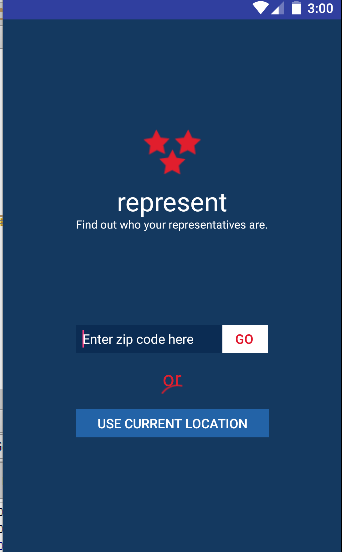 3:00
represent
Find out who your representatives are.
Enter zip code here
GO
or
USE CURRENT LOCATION